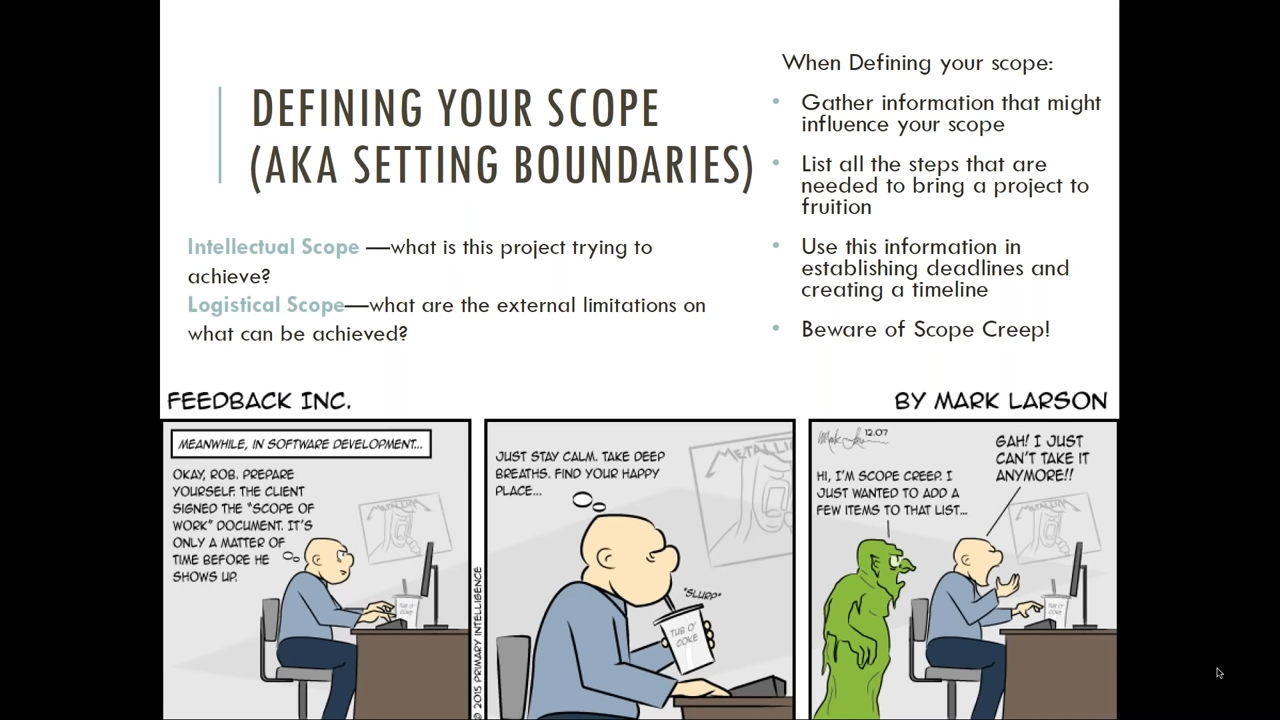 DEFINING YOUR SCOPE
(AKA SETTING BOUNDARIES)
Intellectual Scope —what is this project trying to
achieve?
Logistical Scope—what are the external limitations on
what can be achieved?
When Defining your scope:
• Gather information that might
influence your scope
• List all the steps that are
needed to bring a project to
fruition
• Use this information in
establishing deadlines and
creating a timeline
• Beware of Scope Creep!
FEEDBACK INC.
BY MARK LARSON
MEANWHILE, IN SOFTWARE DEVELOPMENT...
OKAY, ROB. PREPARE
YOURSELF. THE CLIENT
SIGNED THE "SCOPE OF
WORK" DOCUMENT. IT'S
ONLY A MATTER OF
TIME BEFORE HE
SHOWS UP.
TUB O'
COKE
© 2015 PRIMARY INTELLIGENCE
JUST STAY CALM. TAKE DEEP
BREATHS. FIND YOUR HAPPY
PLACE...
*SLURP*
TUB O'
COKE
12.07
HI, I'M SCOPE CREEP. I
JUST WANTED TO ADD A
FEW ITEMS TO THAT LIST...
GAH! I JUST
CAN'T TAKE IT
ANYMORE!!
TUB O'
COKE